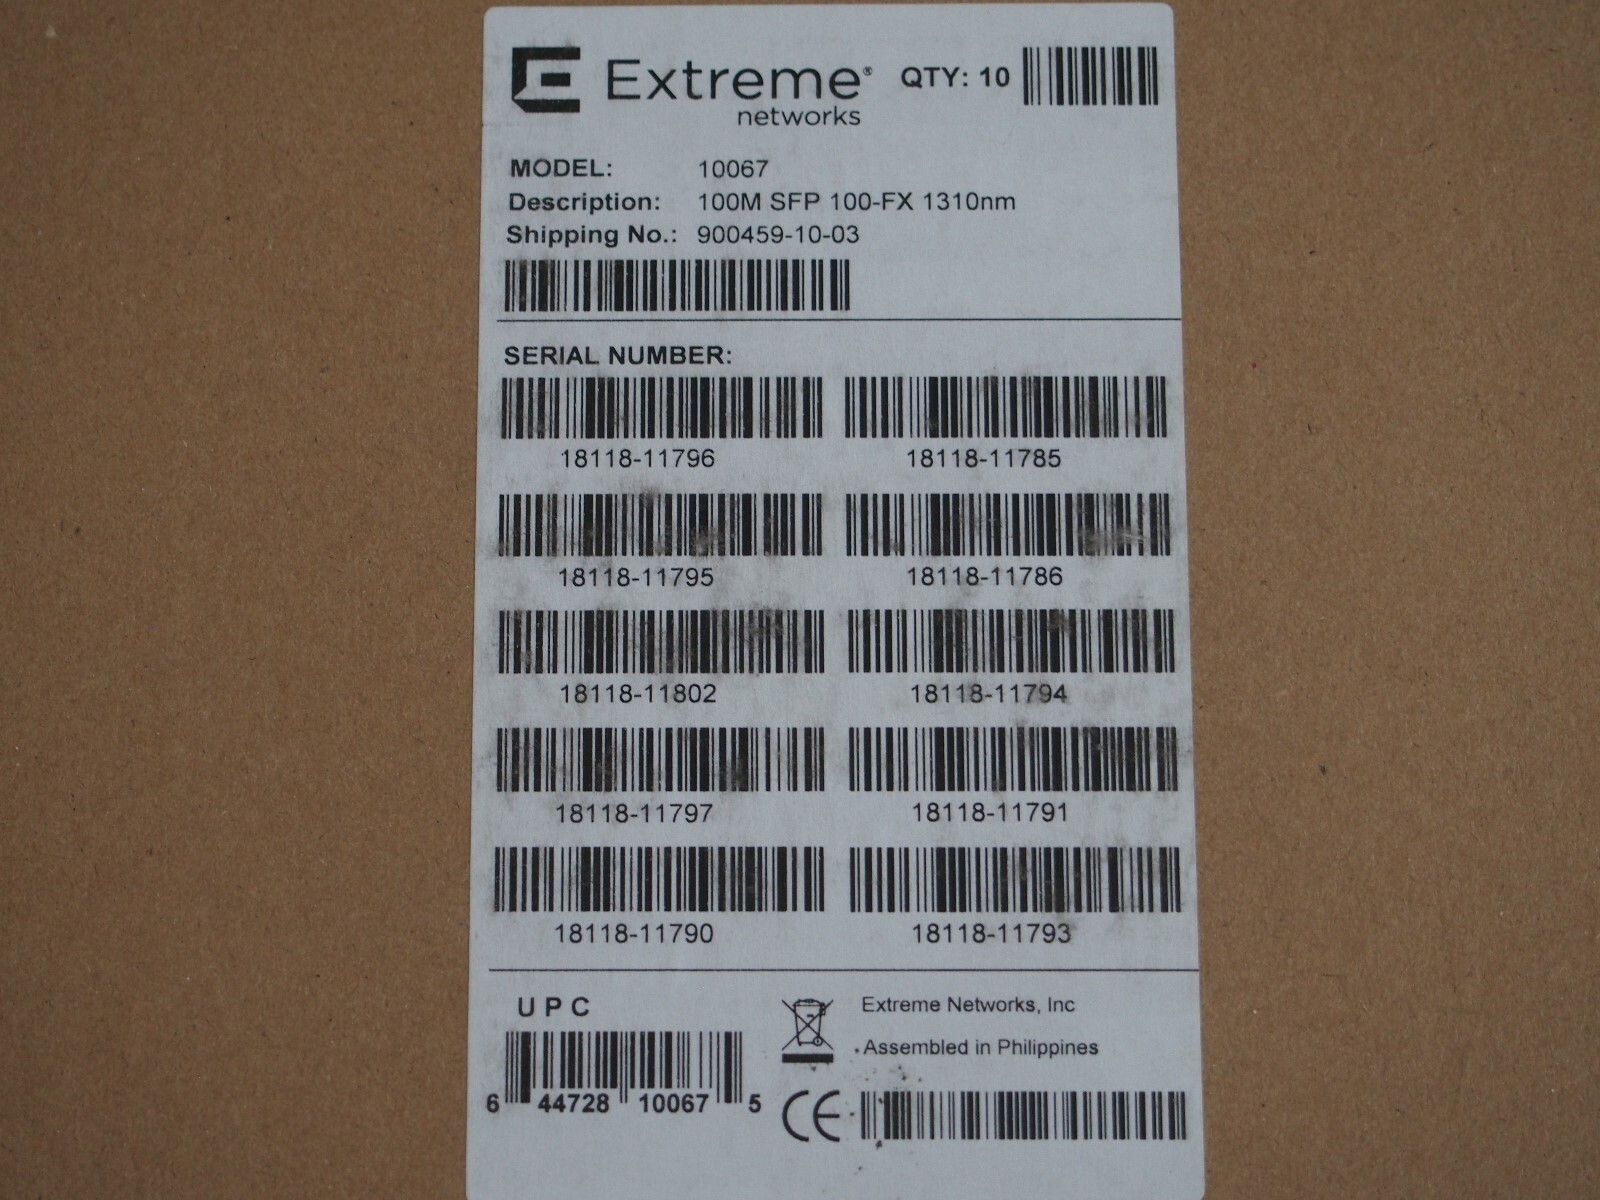 Extreme® QTY: 10
networks
MODEL: 10067
Description: 100M SFP 100-FX 1310nm
Shipping No.: 900459-10-03
SERIAL NUMBER:
18118-11796 18118-11785
18118-11795 18118-11786
18118-11802 18118-11794
18118-11797 18118-11791
18118-11790 18118-11793
UPC
Extreme Networks, Inc
Assembled in Philippines
6 44728 10067 5
CE